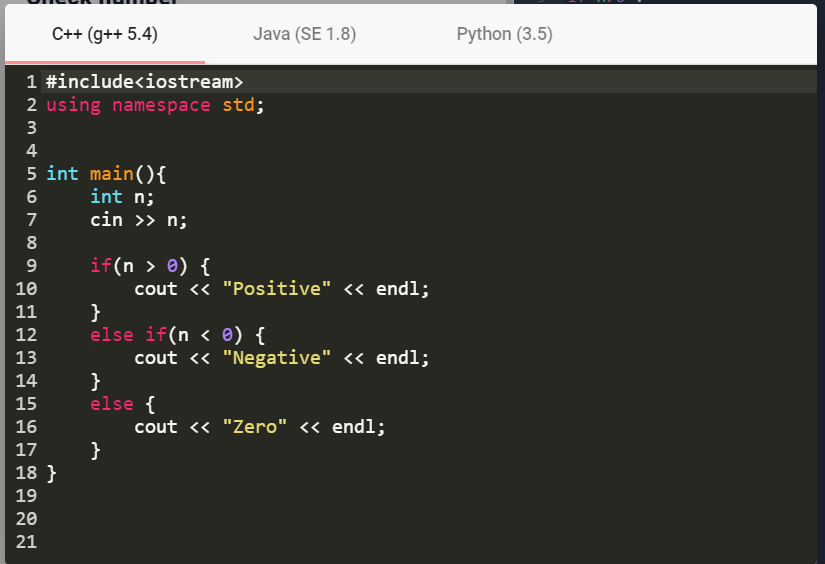 Check number
C++ (g++ 5.4) Java (SE 1.8) Python (3.5)
1 #include<iostream>
2 using namespace std;
3
4
5 int main(){
6     int n;
7     cin >> n;
8
9     if(n > 0) {
10         cout << "Positive" << endl;
11     }
12     else if(n < 0) {
13         cout << "Negative" << endl;
14     }
15     else {
16         cout << "Zero" << endl;
17     }
18 }
19
20
21